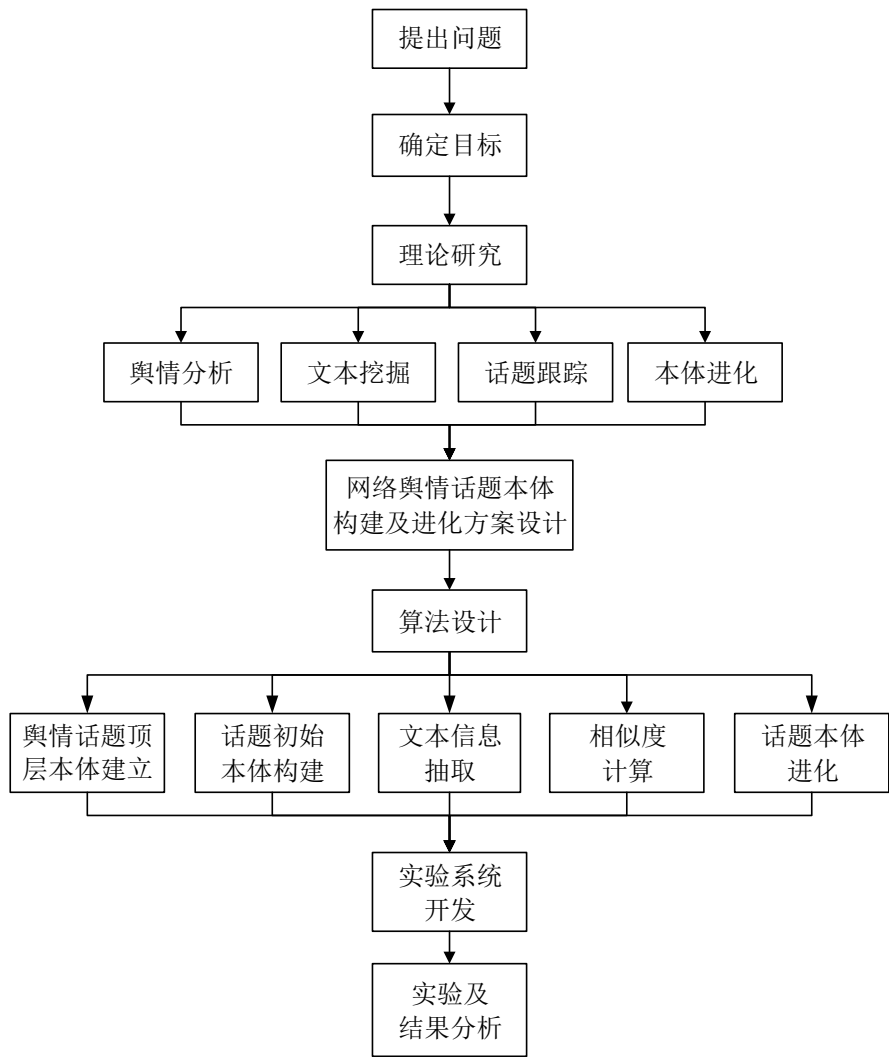 提出问题
确定目标
理论研究
舆情分析
文本挖掘
话题跟踪
本体进化
网络舆情话题本体
构建及进化方案设计
算法设计
舆情话题顶
层本体建立
话题初始
本体构建
文本信息
抽取
相似度
计算
话题本体
进化
实验系统
开发
实验及
结果分析